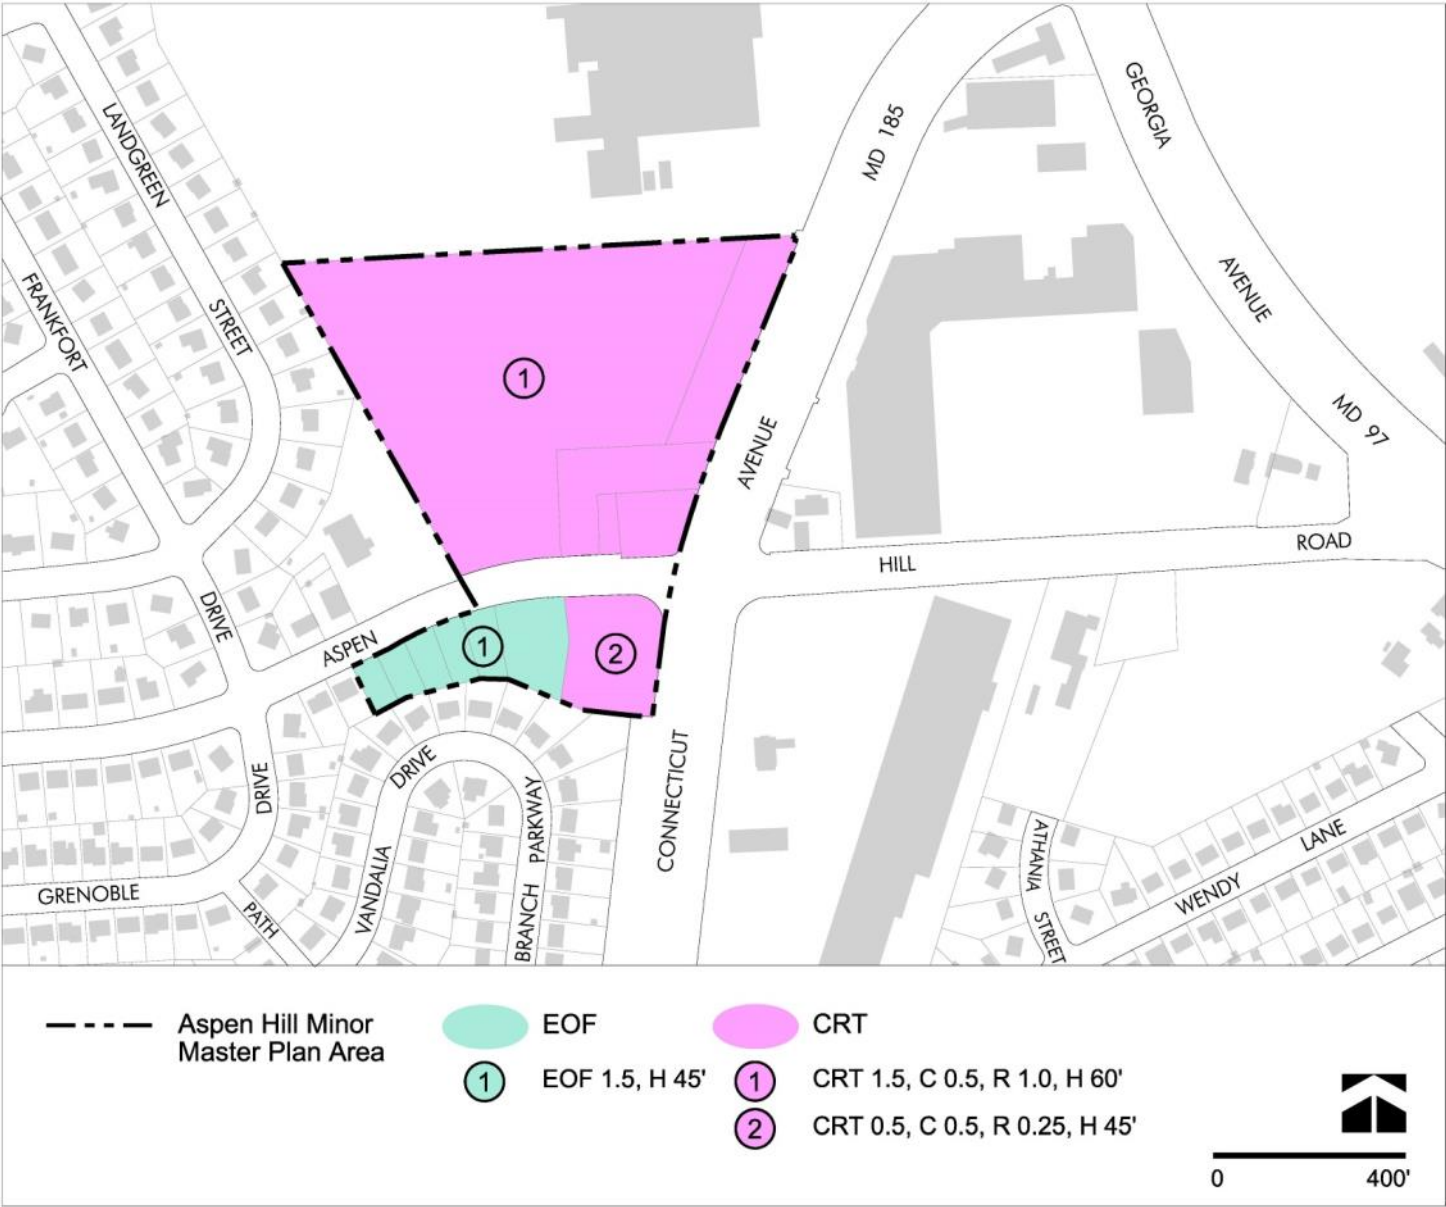 LANDGREEN
STREET
FRANKFORT
DRIVE
MD 185
GEORGIA
AVENUE
MD 97
1
AVENUE
HILL
ROAD
ASPEN
1
2
DRIVE
DRIVE
VANDALIA
BRANCH PARKWAY
CONNECTICUT
GRENOBLE
PATH
ATHANIA
STREET
WENDY
LANE
Aspen Hill Minor
Master Plan Area
EOF
1 EOF 1.5, H 45'
CRT
1 CRT 1.5, C 0.5, R 1.0, H 60'
2 CRT 0.5, C 0.5, R 0.25, H 45'
0 400'